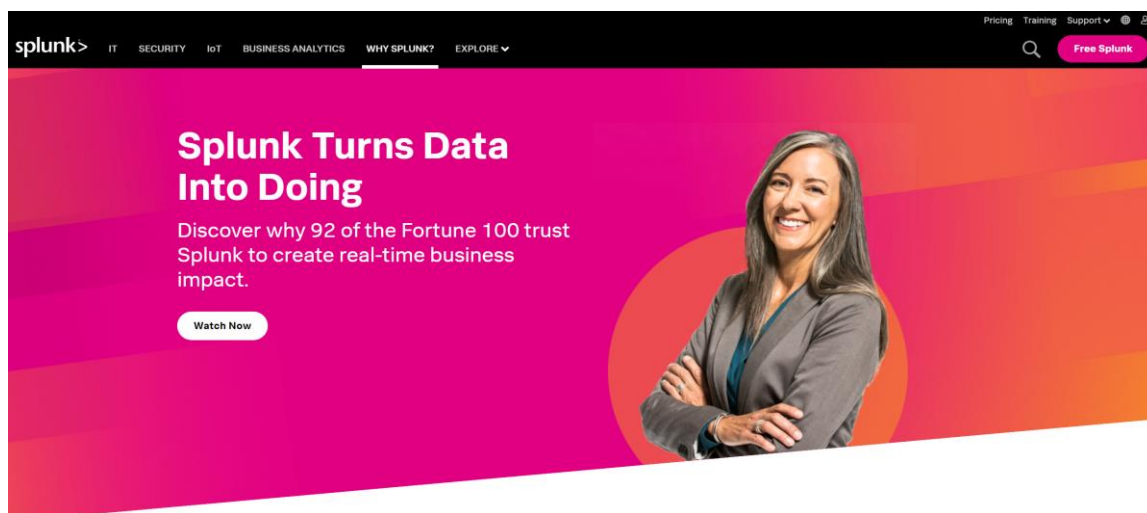 Pricing Training Support
splunk> IT SECURITY IoT BUSINESS ANALYTICS WHY SPLUNK? EXPLORE Free Splunk
Splunk Turns Data
Into Doing
Discover why 92 of the Fortune 100 trust
Splunk to create real-time business
impact.
Watch Now